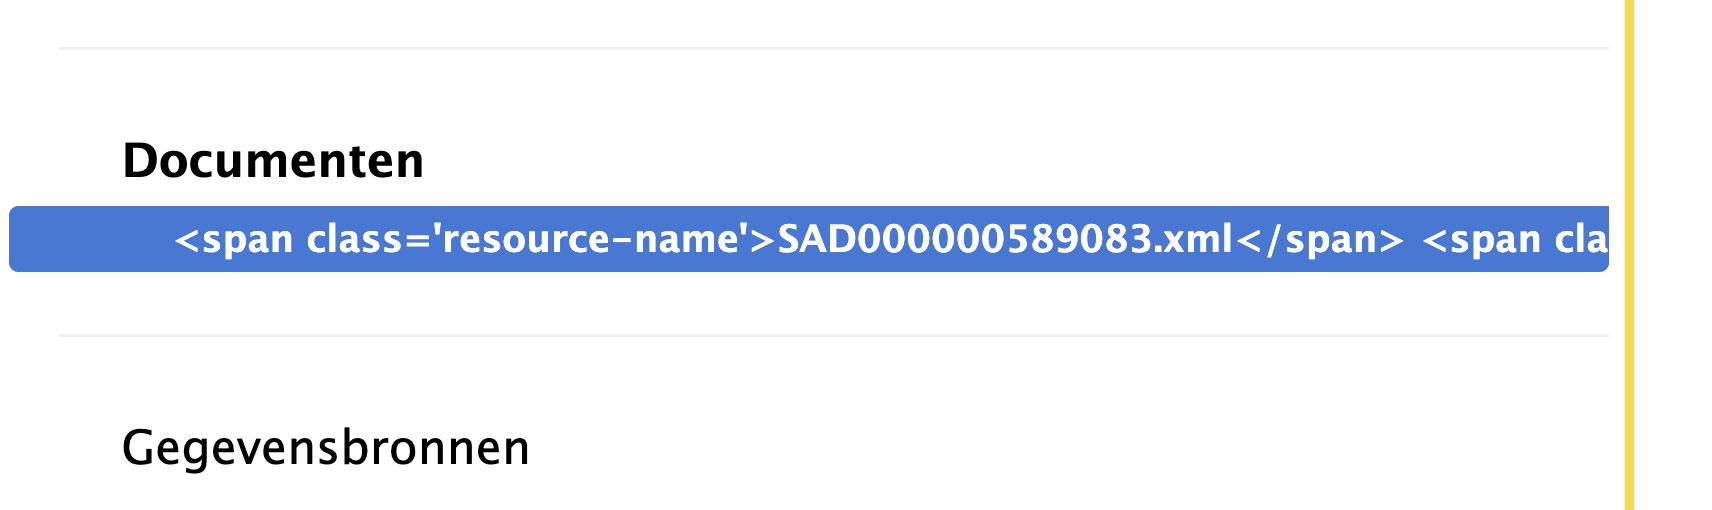 Documenten
<span class='resource-name'>SAD000000589083.xml</span> <span cla
Gegevensbronnen